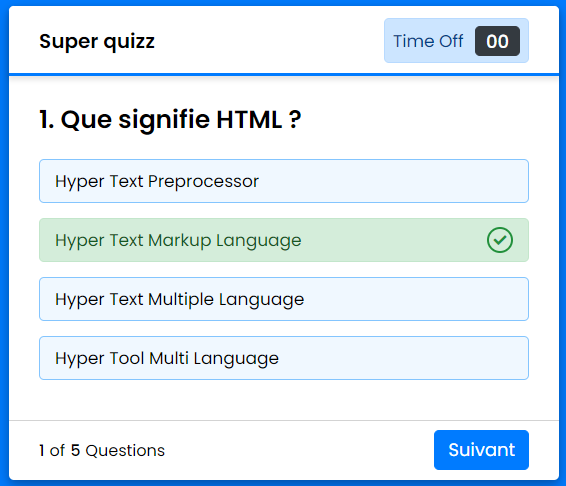 Super quizz
Time Off 00
1. Que signifie HTML ?
Hyper Text Preprocessor
Hyper Text Markup Language
Hyper Text Multiple Language
Hyper Tool Multi Language
1 of 5 Questions
Suivant